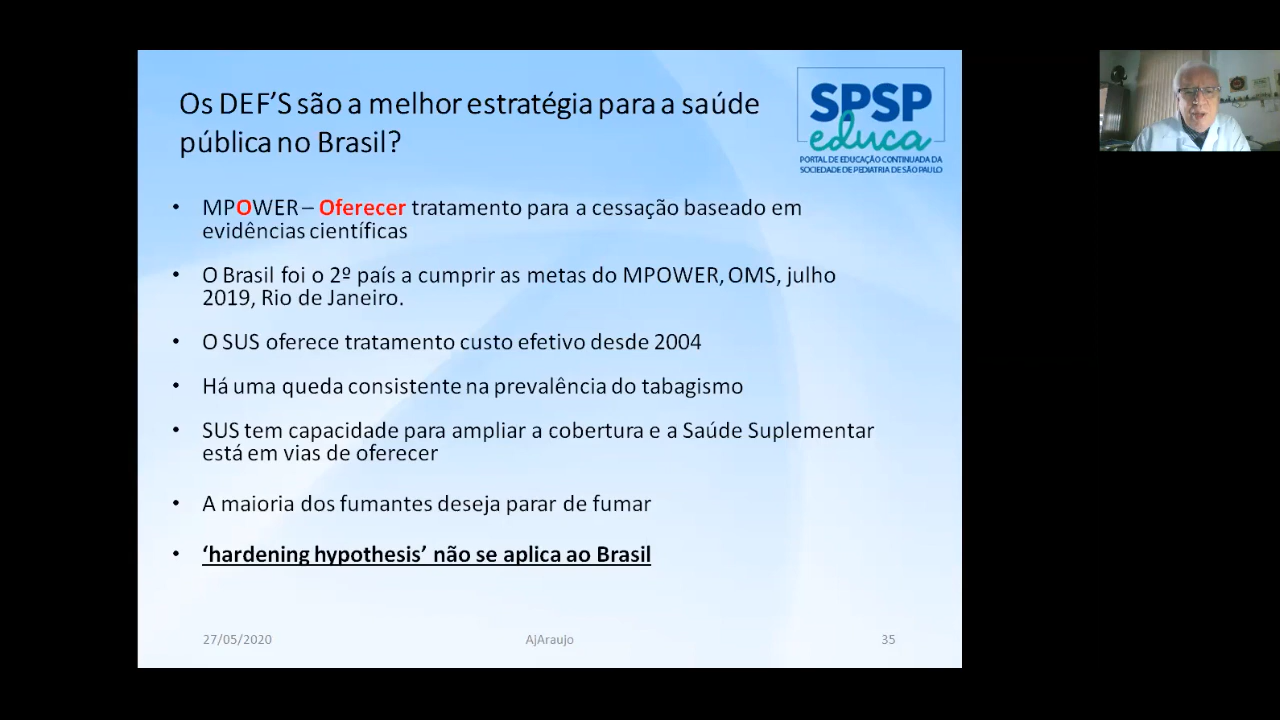 Os DEF'S são a melhor estratégia para a saúde
pública no Brasil?
SPSP
educa
PORTAL DE EDUCAÇÃO CONTINUADA DA
SOCIEDADE DE PEDIATRIA DE SÃO PAULO
• MPOWER – Oferecer tratamento para a cessação baseado em
evidências científicas
• O Brasil foi o 2º país a cumprir as metas do MPOWER, OMS, julho
2019, Rio de Janeiro.
• O SUS oferece tratamento custo efetivo desde 2004
• Há uma queda consistente na prevalência do tabagismo
• SUS tem capacidade para ampliar a cobertura e a Saúde Suplementar
está em vias de oferecer
• A maioria dos fumantes deseja parar de fumar
• 'hardening hypothesis' não se aplica ao Brasil
27/05/2020
AjAraujo
35